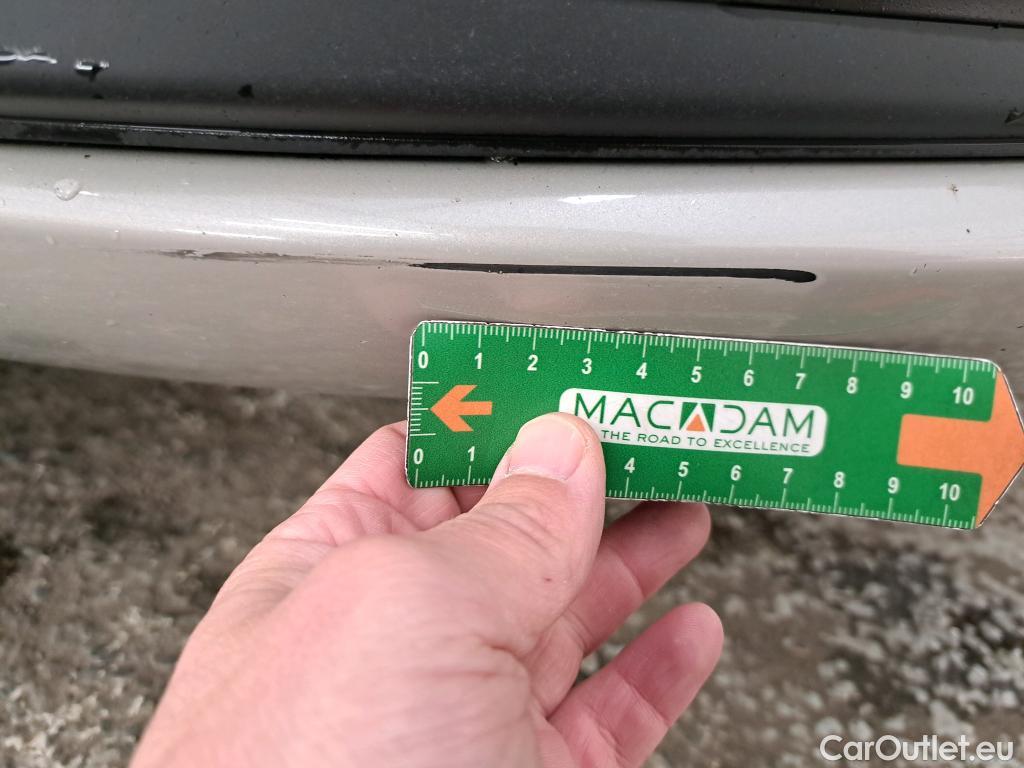 0 1 2 3 4 5 6 7 8 9 10
MACADAM
THE ROAD TO EXCELLENCE
0 1 4 5 6 7 8 9 10
CarOutlet.eu